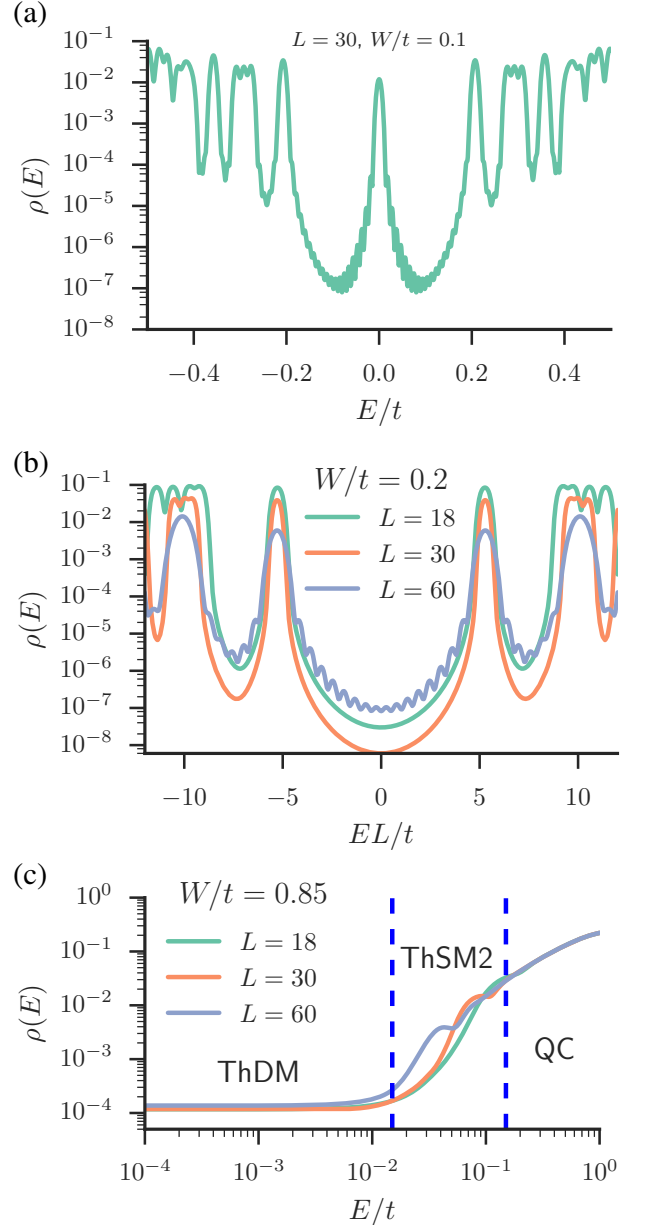 (a)
L = 30, W/t = 0.1
10⁻¹
10⁻²
10⁻³
10⁻⁴
10⁻⁵
10⁻⁶
10⁻⁷
10⁻⁸
ρ(E)
−0.4 −0.2 0.0 0.2 0.4
E/t
(b)
W/t = 0.2
L = 18
L = 30
L = 60
10⁻¹
10⁻²
10⁻³
10⁻⁴
10⁻⁵
10⁻⁶
10⁻⁷
10⁻⁸
ρ(E)
−10 −5 0 5 10
EL/t
(c)
W/t = 0.85
L = 18
L = 30
L = 60
ThDM
ThSM2
QC
10⁰
10⁻¹
10⁻²
10⁻³
10⁻⁴
ρ(E)
10⁻⁴ 10⁻³ 10⁻² 10⁻¹ 10⁰
E/t